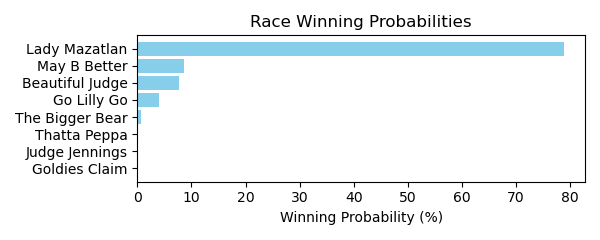 Race Winning Probabilities
Lady Mazatlan
May B Better
Beautiful Judge
Go Lilly Go
The Bigger Bear
Thatta Peppa
Judge Jennings
Goldies Claim
0 10 20 30 40 50 60 70 80
Winning Probability (%)